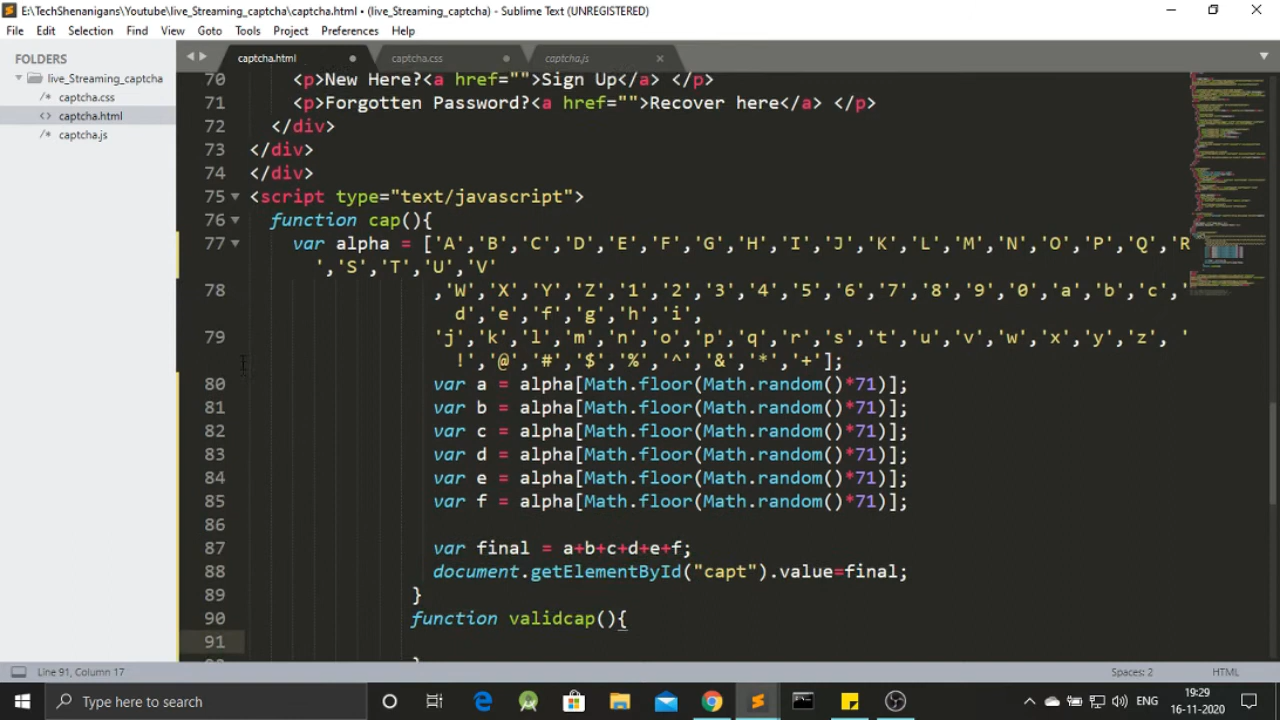 E:\TechShenanigans\Youtube\live_Streaming_captcha\captcha.html • (live_Streaming_captcha) - Sublime Text (UNREGISTERED)
File Edit Selection Find View Goto Tools Project Preferences Help
FOLDERS
live_Streaming_captcha
/* captcha.css
<> captcha.html
/* captcha.js
captcha.html captcha.css captcha.js
70 <p>New Here?<a href="">Sign Up</a> </p>
71 <p>Forgotten Password?<a href="">Recover here</a> </p>
72 </div>
73 </div>
74 </div>
75 <script type="text/javascript">
76 function cap(){
77 var alpha = ['A','B','C','D','E','F','G','H','I','J','K','L','M','N','O','P','Q','R
','S','T','U','V'
78 ,'W','X','Y','Z','1','2','3','4','5','6','7','8','9','0','a','b','c','
d','e','f','g','h','i',
79 'j','k','l','m','n','o','p','q','r','s','t','u','v','w','x','y','z','
!','@','#','$','%','^','&','*','+'];
80 var a = alpha[Math.floor(Math.random()*71)];
81 var b = alpha[Math.floor(Math.random()*71)];
82 var c = alpha[Math.floor(Math.random()*71)];
83 var d = alpha[Math.floor(Math.random()*71)];
84 var e = alpha[Math.floor(Math.random()*71)];
85 var f = alpha[Math.floor(Math.random()*71)];
86
87 var final = a+b+c+d+e+f;
88 document.getElementById("capt").value=final;
89 }
90 function validcap(){
91
Line 91, Column 17 Spaces: 2 HTML
Type here to search ENG 19:29
16-11-2020